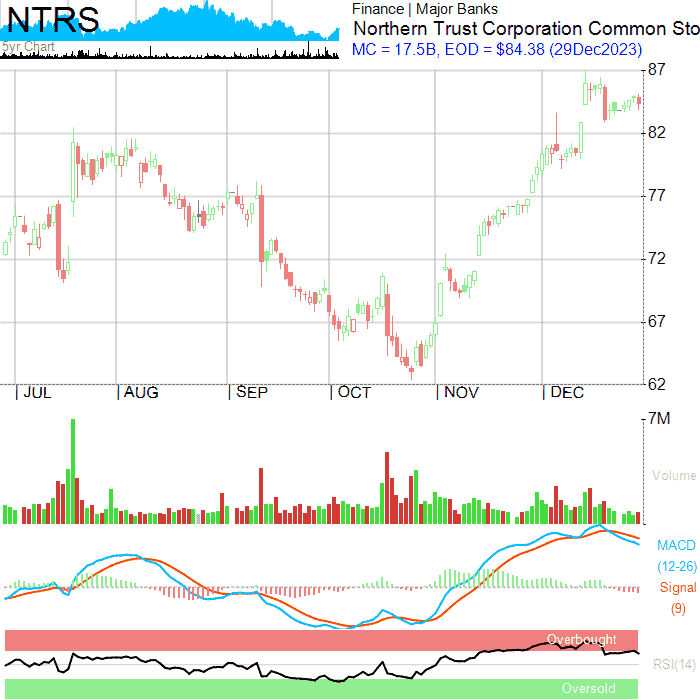 NTRS
5yr Chart
Finance | Major Banks
Northern Trust Corporation Common Sto
MC = 17.5B, EOD = $84.38 (29Dec2023)
87
82
77
72
67
62
JUL AUG SEP OCT NOV DEC
7M
Volume
MACD
(12-26)
Signal
(9)
Overbought
RSI(14)
Oversold